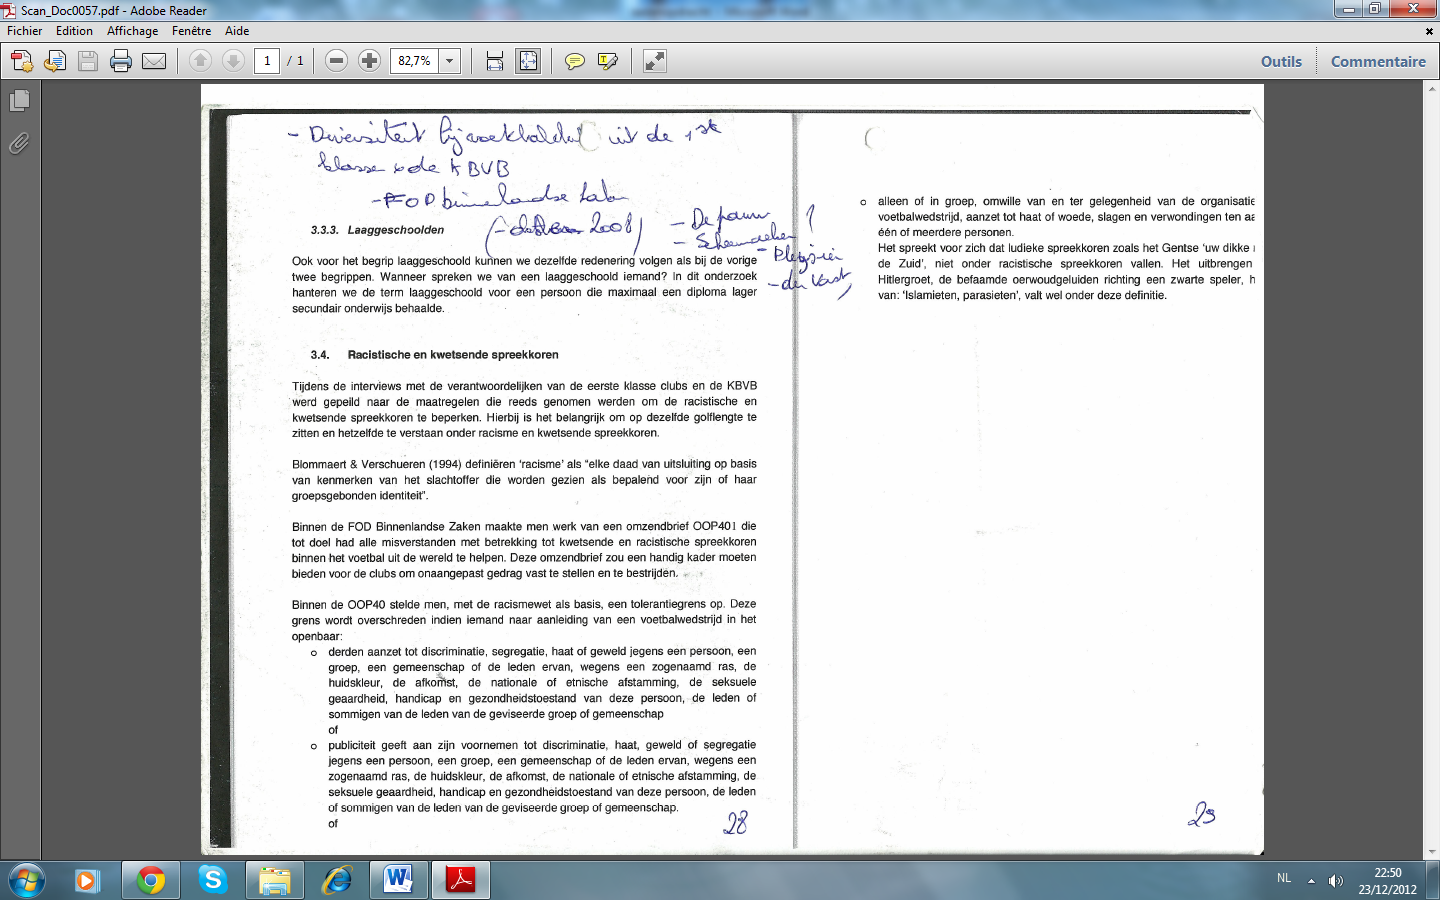 Scan_Doc0057.pdf - Adobe Reader
Fichier Edition Affichage Fenêtre Aide
1 / 1 82,7% Outils Commentaire
- Diversiteit bij uit de 1ste
klasse de KBVB
- FOD binnenlandse
2008)
- De pauw ?
-
- Pleysier
-
3.3.3. Laaggeschoolden
Ook voor het begrip laaggeschoold kunnen we dezelfde redenering volgen als bij de vorige
twee begrippen. Wanneer spreken we van een laaggeschoold iemand? In dit onderzoek
hanteren we de term laaggeschoold voor een persoon die maximaal een diploma lager
secundair onderwijs behaalde.
3.4. Racistische en kwetsende spreekkoren
Tijdens de interviews met de verantwoordelijken van de eerste klasse clubs en de KBVB
werd gepeild naar de maatregelen die reeds genomen werden om de racistische en
kwetsende spreekkoren te beperken. Hierbij is het belangrijk om op dezelfde golflengte te
zitten en hetzelfde te verstaan onder racisme en kwetsende spreekkoren.
Blommaert & Verschueren (1994) definiëren ‘racisme’ als “elke daad van uitsluiting op basis
van kenmerken van het slachtoffer die worden gezien als bepalend voor zijn of haar
groepsgebonden identiteit”.
Binnen de FOD Binnenlandse Zaken maakte men werk van een omzendbrief OOP40! die
tot doel had alle misverstanden met betrekking tot kwetsende en racistische spreekkoren
binnen het voetbal uit de wereld te helpen. Deze omzendbrief zou een handig kader moeten
bieden voor de clubs om onaangepast gedrag vast te stellen en te bestrijden.
Binnen de OOP40 stelde men, met de racismewet als basis, een tolerantiegrens op. Deze
grens wordt overschreden indien iemand naar aanleiding van een voetbalwedstrijd in het
openbaar:
o derden aanzet tot discriminatie, segregatie, haat of geweld jegens een persoon, een
groep, een gemeenschap of de leden ervan, wegens een zogenaamd ras, de
huidskleur, de afkomst, de nationale of etnische afstamming, de seksuele
geaardheid, handicap en gezondheidstoestand van deze persoon, de leden of
sommigen van de leden van de geviseerde groep of gemeenschap
of
o publiciteit geeft aan zijn voornemen tot discriminatie, haat, geweld of segregatie
jegens een persoon, een groep, een gemeenschap of de leden ervan, wegens een
zogenaamd ras, de huidskleur, de afkomst, de nationale of etnische afstamming, de
seksuele geaardheid, handicap en gezondheidstoestand van deze persoon, de leden
of sommigen van de leden van de geviseerde groep of gemeenschap.
of
28
o alleen of in groep, omwille van en ter gelegenheid van de organisatie
voetbalwedstrijd, aanzet tot haat of woede, slagen en verwondingen ten aa
één of meerdere personen.
Het spreekt voor zich dat ludieke spreekkoren zoals het Gentse ‘uw dikke
de Zuid’, niet onder racistische spreekkoren vallen. Het uitbrengen
Hitlergroet, de befaamde oerwoudgeluiden richting een zwarte speler, h
van: ‘Islamieten, parasieten’, valt wel onder deze definitie.
29
NL 22:50
23/12/2012